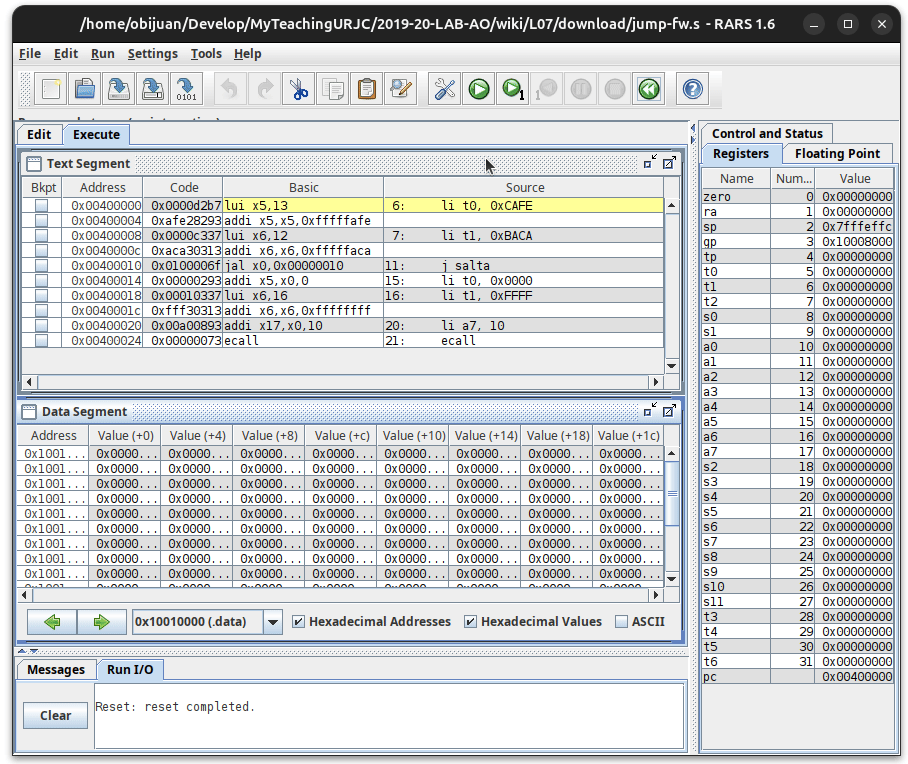 /home/obijuan/Develop/MyTeachingURJC/2019-20-LAB-AO/wiki/L07/download/jump-fw.s - RARS 1.6
File Edit Run Settings Tools Help
0101
1
1
Edit Execute
Text Segment
Bkpt Address Code Basic Source
0x00400000 0x0000d2b7 lui x5,13 6: li t0, 0xCAFE
0x00400004 0xafe28293 addi x5,x5,0xfffffafe
0x00400008 0x0000c337 lui x6,12 7: li t1, 0xBACA
0x0040000c 0xaca30313 addi x6,x6,0xfffffaca
0x00400010 0x0100006f jal x0,0x00000010 11: j salta
0x00400014 0x00000293 addi x5,x0,0 15: li t0, 0x0000
0x00400018 0x00010337 lui x6,16 16: li t1, 0xFFFF
0x0040001c 0xfff30313 addi x6,x6,0xffffffff
0x00400020 0x00a00893 addi x17,x0,10 20: li a7, 10
0x00400024 0x00000073 ecall 21: ecall
Data Segment
Address Value (+0) Value (+4) Value (+8) Value (+c) Value (+10) Value (+14) Value (+18) Value (+1c)
0x1001... 0x0000... 0x0000... 0x0000... 0x0000... 0x0000... 0x0000... 0x0000... 0x0000...
0x1001... 0x0000... 0x0000... 0x0000... 0x0000... 0x0000... 0x0000... 0x0000... 0x0000...
0x1001... 0x0000... 0x0000... 0x0000... 0x0000... 0x0000... 0x0000... 0x0000... 0x0000...
0x1001... 0x0000... 0x0000... 0x0000... 0x0000... 0x0000... 0x0000... 0x0000... 0x0000...
0x1001... 0x0000... 0x0000... 0x0000... 0x0000... 0x0000... 0x0000... 0x0000... 0x0000...
0x1001... 0x0000... 0x0000... 0x0000... 0x0000... 0x0000... 0x0000... 0x0000... 0x0000...
0x1001... 0x0000... 0x0000... 0x0000... 0x0000... 0x0000... 0x0000... 0x0000... 0x0000...
0x1001... 0x0000... 0x0000... 0x0000... 0x0000... 0x0000... 0x0000... 0x0000... 0x0000...
0x1001... 0x0000... 0x0000... 0x0000... 0x0000... 0x0000... 0x0000... 0x0000... 0x0000...
0x10010000 (.data) Hexadecimal Addresses Hexadecimal Values ASCII
Messages Run I/O
Clear
Reset: reset completed.
Control and Status
Registers Floating Point
Name Num... Value
zero 0 0x00000000
ra 1 0x00000000
sp 2 0x7fffeffc
gp 3 0x10008000
tp 4 0x00000000
t0 5 0x00000000
t1 6 0x00000000
t2 7 0x00000000
s0 8 0x00000000
s1 9 0x00000000
a0 10 0x00000000
a1 11 0x00000000
a2 12 0x00000000
a3 13 0x00000000
a4 14 0x00000000
a5 15 0x00000000
a6 16 0x00000000
a7 17 0x00000000
s2 18 0x00000000
s3 19 0x00000000
s4 20 0x00000000
s5 21 0x00000000
s6 22 0x00000000
s7 23 0x00000000
s8 24 0x00000000
s9 25 0x00000000
s10 26 0x00000000
s11 27 0x00000000
t3 28 0x00000000
t4 29 0x00000000
t5 30 0x00000000
t6 31 0x00000000
pc 0x00400000